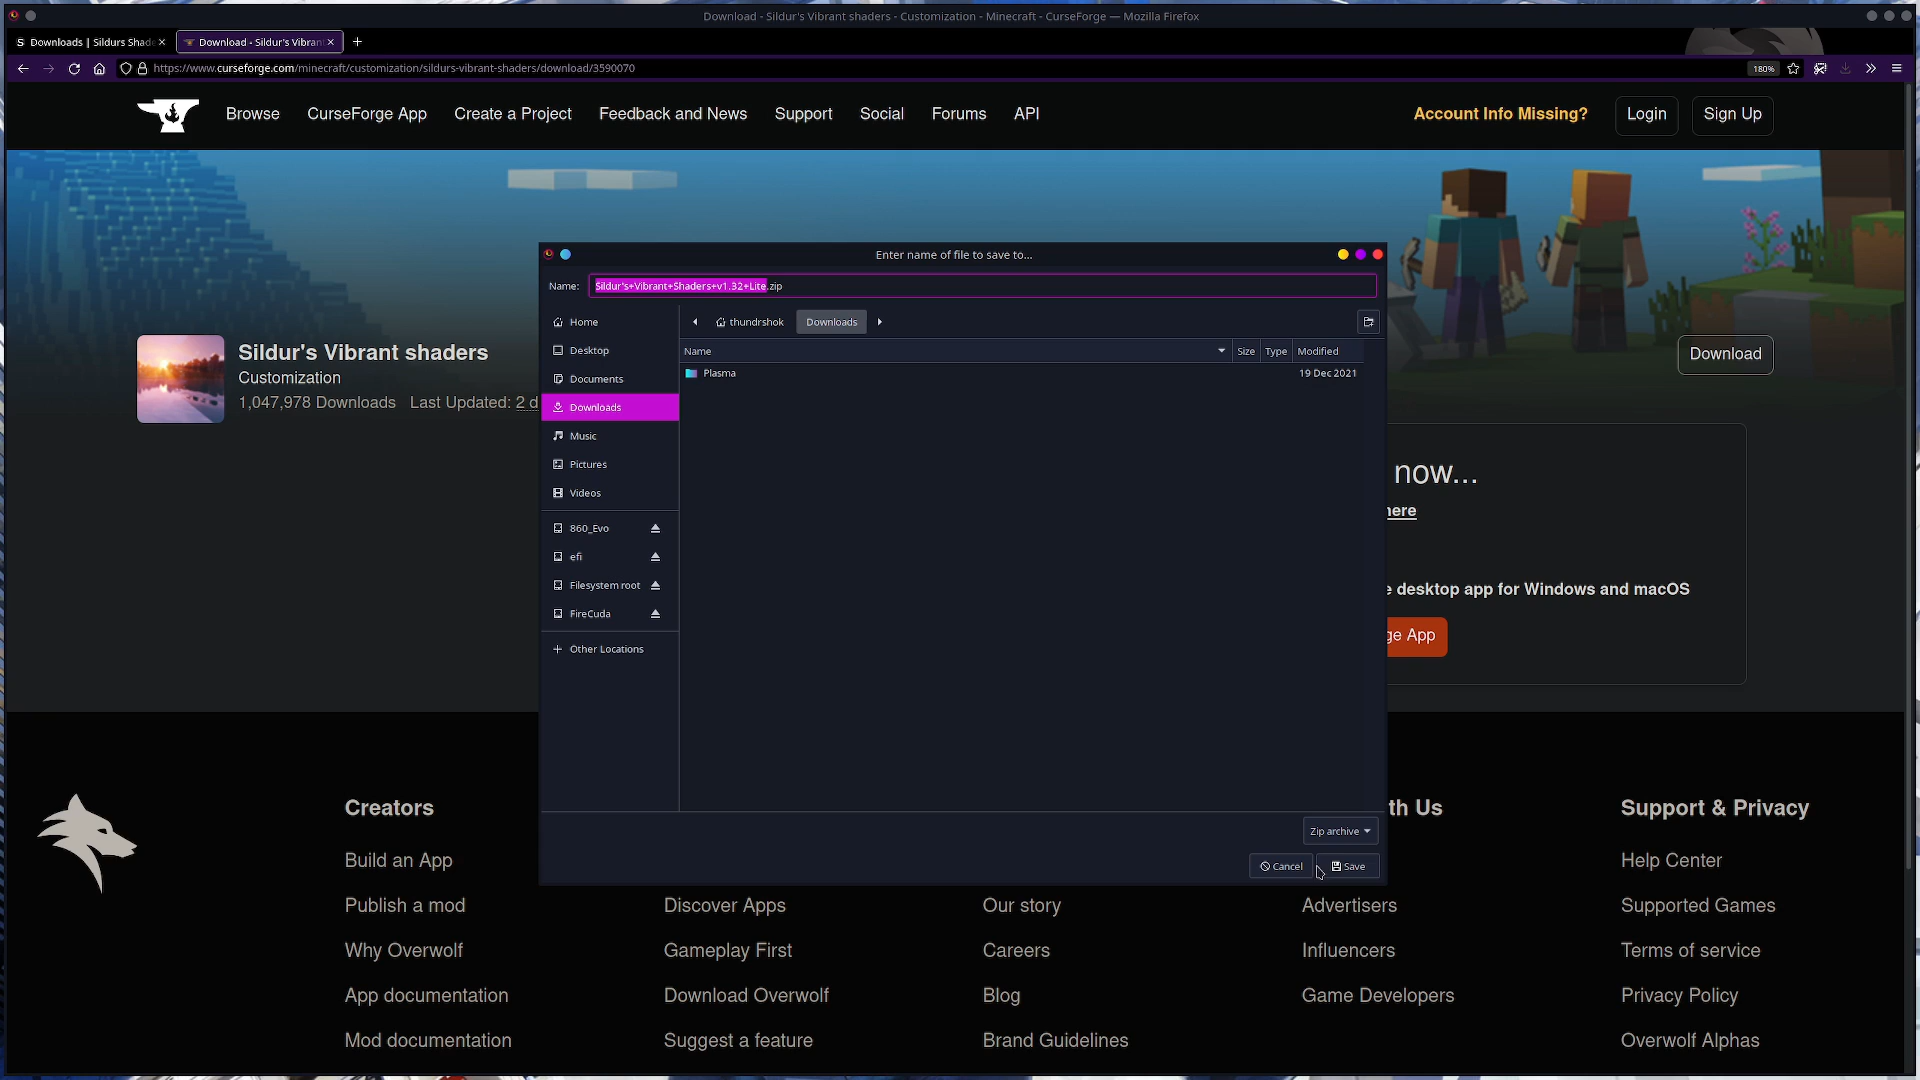 Download - Sildur's Vibrant shaders - Customization - Minecraft - CurseForge — Mozilla Firefox
Downloads | Sildurs Shade
Download - Sildur's Vibran
https://www.curseforge.com/minecraft/customization/sildurs-vibrant-shaders/download/3590070
180%
Browse
CurseForge App
Create a Project
Feedback and News
Support
Social
Forums
API
Account Info Missing?
Login
Sign Up
Sildur's Vibrant shaders
Customization
1,047,978 Downloads
Last Updated: 2 d
Download
Enter name of file to save to...
Name:
Sildur's+Vibrant+Shaders+v1.32+Lite.zip
Home
Desktop
Documents
Downloads
Music
Pictures
Videos
860_Evo
efi
Filesystem root
FireCuda
Other Locations
thundrshok
Downloads
Name
Size
Type
Modified
Plasma
19 Dec 2021
Zip archive
Cancel
Save
now...
here
e desktop app for Windows and macOS
ge App
Creators
Build an App
Publish a mod
Why Overwolf
App documentation
Mod documentation
Discover Apps
Gameplay First
Download Overwolf
Suggest a feature
Our story
Careers
Blog
Brand Guidelines
th Us
Advertisers
Influencers
Game Developers
Support & Privacy
Help Center
Supported Games
Terms of service
Privacy Policy
Overwolf Alphas